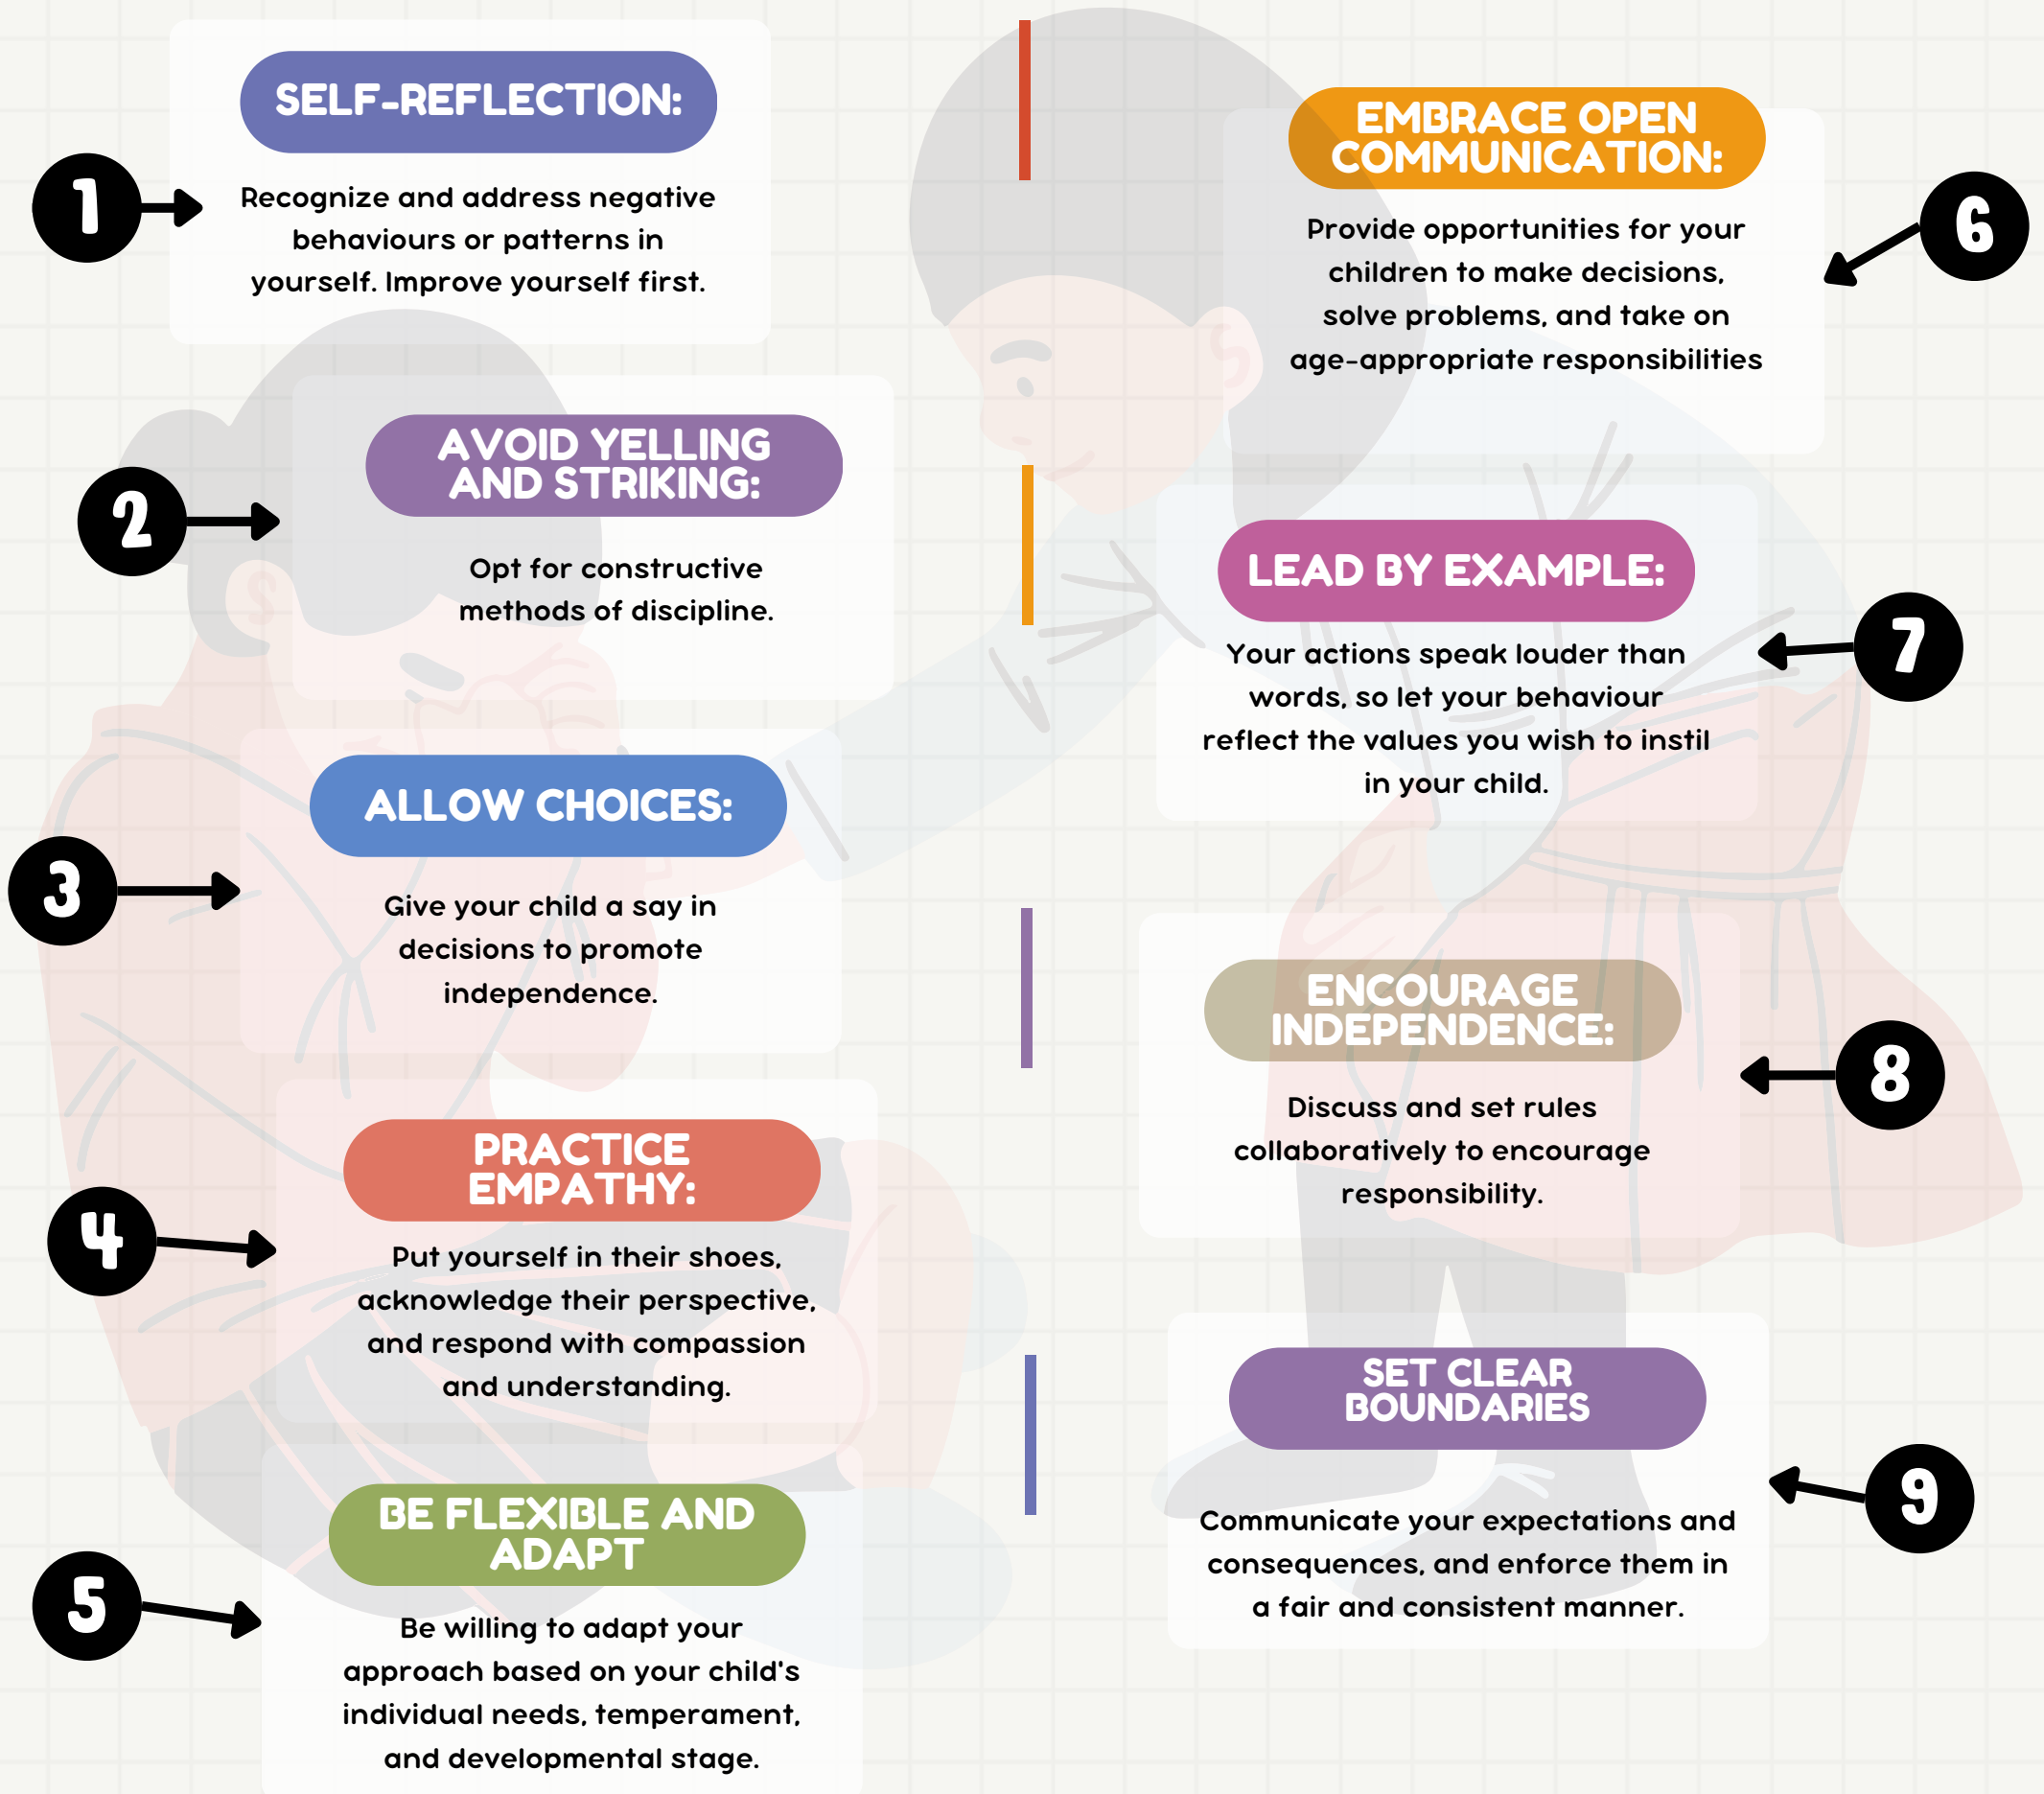 1
SELF-REFLECTION:
Recognize and address negative
behaviours or patterns in
yourself. Improve yourself first.
2
AVOID YELLING
AND STRIKING:
Opt for constructive
methods of discipline.
3
ALLOW CHOICES:
Give your child a say in
decisions to promote
independence.
4
PRACTICE
EMPATHY:
Put yourself in their shoes,
acknowledge their perspective,
and respond with compassion
and understanding.
5
BE FLEXIBLE AND
ADAPT
Be willing to adapt your
approach based on your child's
individual needs, temperament,
and developmental stage.
6
EMBRACE OPEN
COMMUNICATION:
Provide opportunities for your
children to make decisions,
solve problems, and take on
age-appropriate responsibilities
7
LEAD BY EXAMPLE:
Your actions speak louder than
words, so let your behaviour
reflect the values you wish to instil
in your child.
8
ENCOURAGE
INDEPENDENCE:
Discuss and set rules
collaboratively to encourage
responsibility.
9
SET CLEAR
BOUNDARIES
Communicate your expectations and
consequences, and enforce them in
a fair and consistent manner.